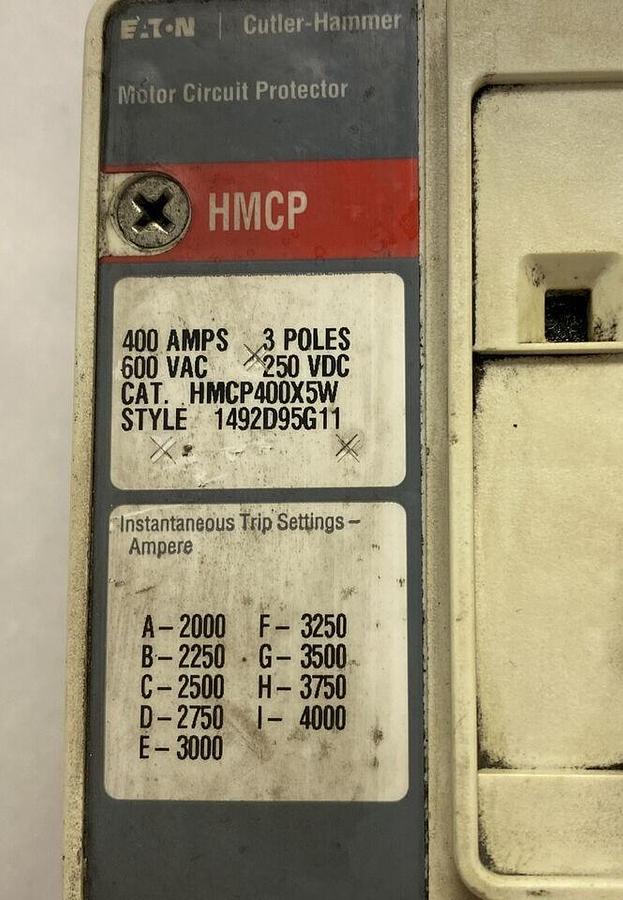 EATON | Cutler-Hammer
Motor Circuit Protector
HMCP
400 AMPS 3 POLES
600 VAC 250 VDC
CAT. HMCP400X5W
STYLE 1492D95G11
Instantaneous Trip Settings –
Ampere
A – 2000 F – 3250
B – 2250 G – 3500
C – 2500 H – 3750
D – 2750 I – 4000
E – 3000